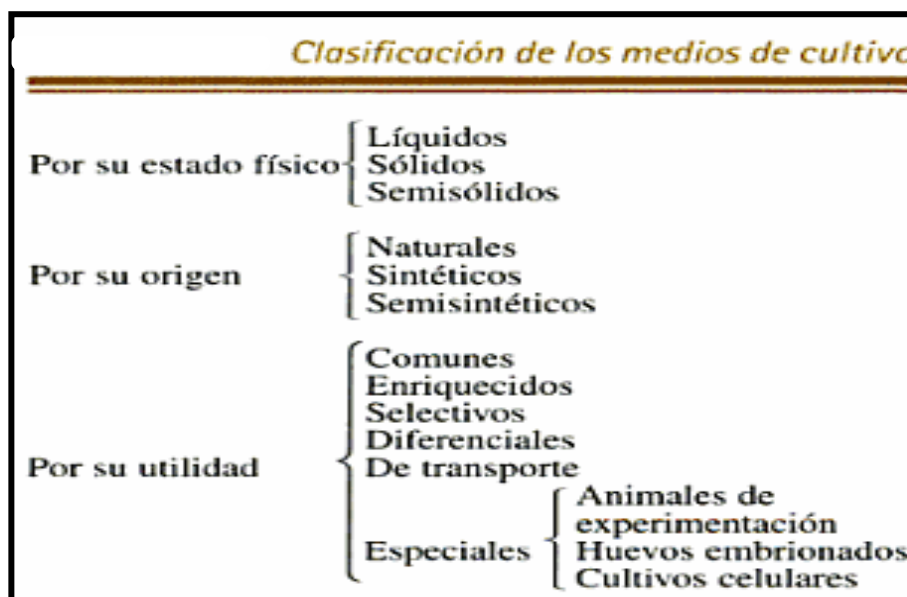 Clasificación de los medios de cultivo
Por su estado físico
Líquidos
Sólidos
Semisólidos
Por su origen
Naturales
Sintéticos
Semisintéticos
Por su utilidad
Comunes
Enriquecidos
Selectivos
Diferenciales
De transporte
Especiales
Animales de
experimentación
Huevos embrionados
Cultivos celulares